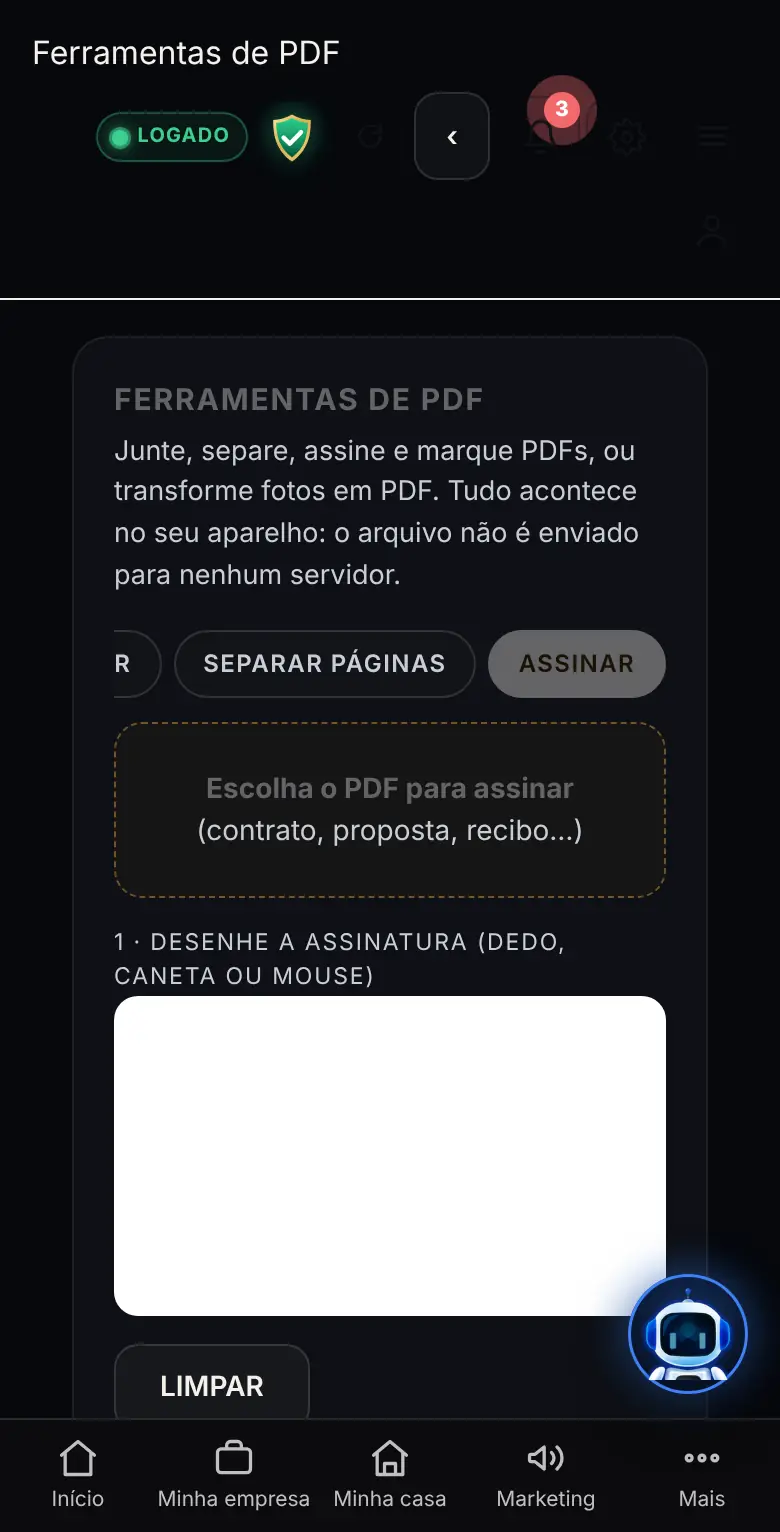 Ferramentas de PDF
LOGADO
3
FERRAMENTAS DE PDF
Junte, separe, assine e marque PDFs, ou
transforme fotos em PDF. Tudo acontece
no seu aparelho: o arquivo não é enviado
para nenhum servidor.
R
SEPARAR PÁGINAS
ASSINAR
Escolha o PDF para assinar
(contrato, proposta, recibo...)
1 · DESENHE A ASSINATURA (DEDO,
CANETA OU MOUSE)
LIMPAR
Início
Minha empresa
Minha casa
Marketing
Mais